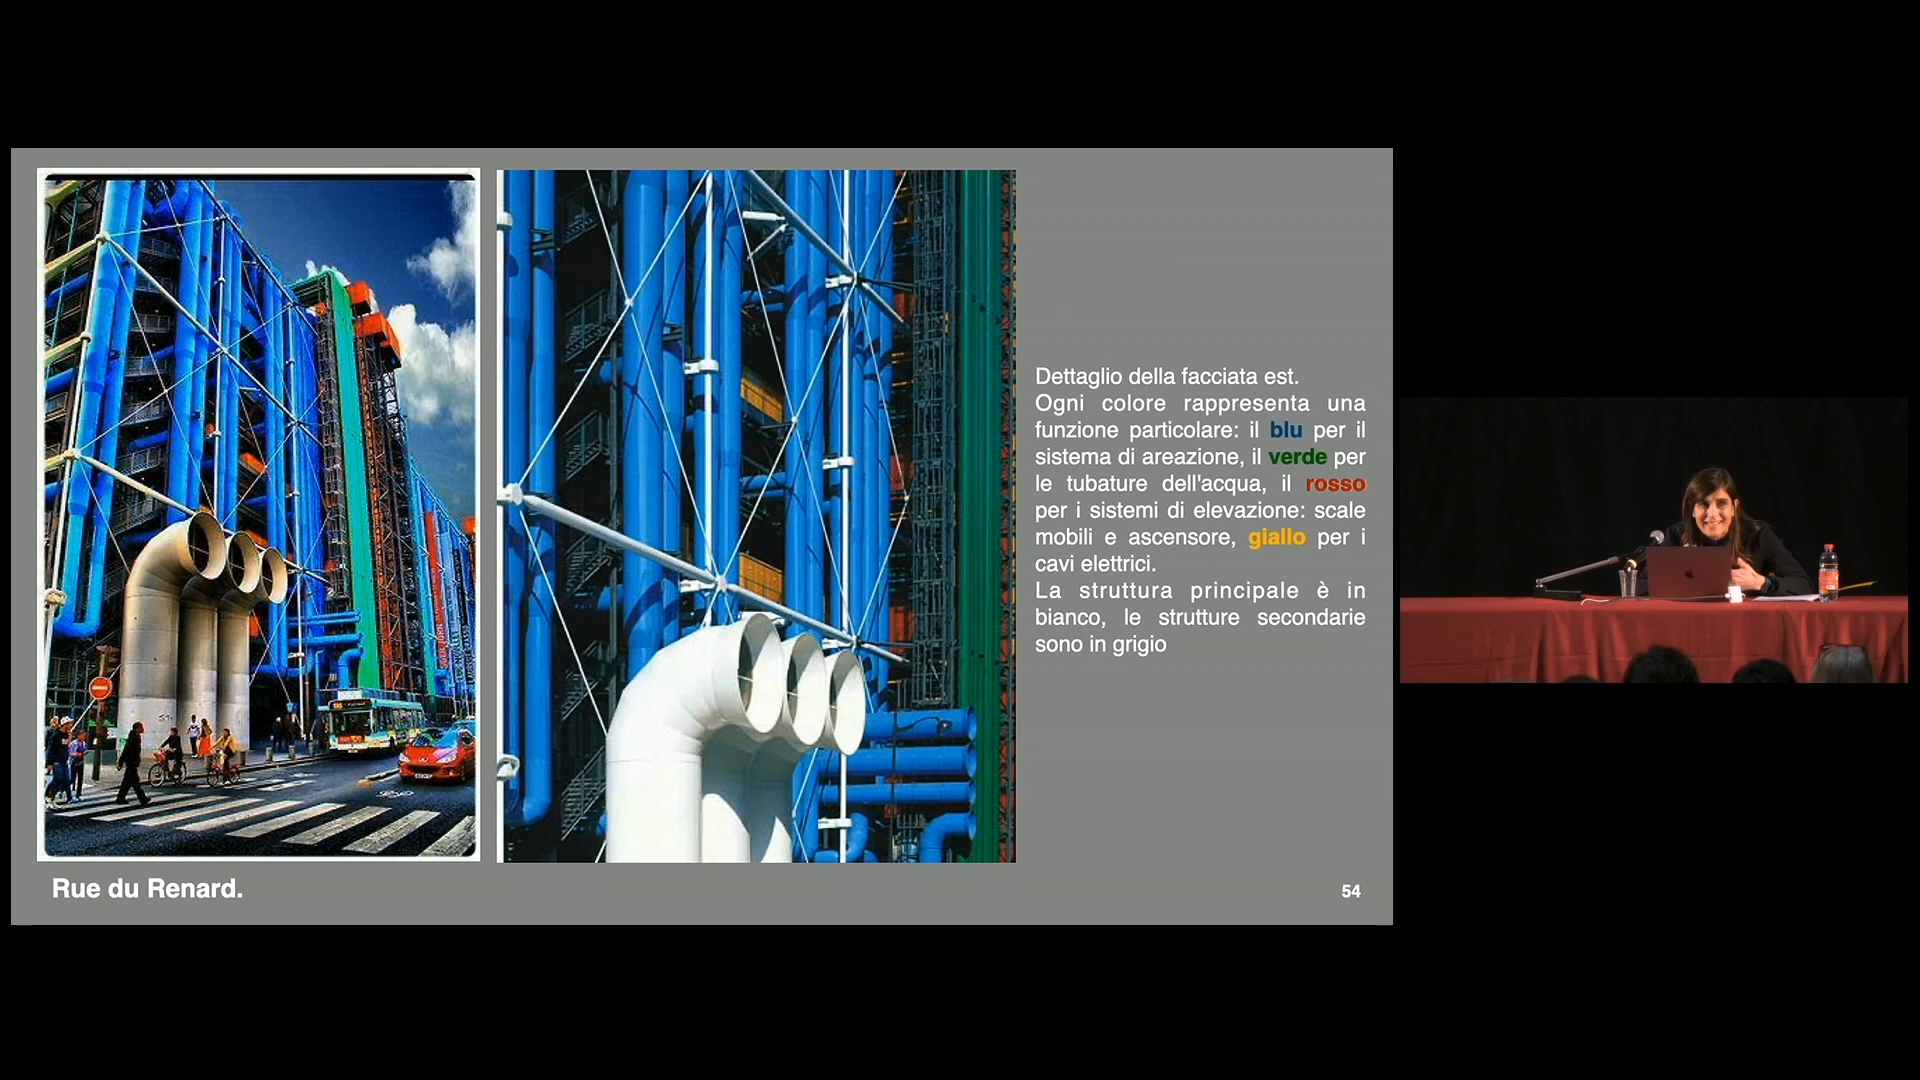 Dettaglio della facciata est.
Ogni colore rappresenta una
funzione particolare: il blu per il
sistema di areazione, il verde per
le tubature dell'acqua, il rosso
per i sistemi di elevazione: scale
mobili e ascensore, giallo per i
cavi elettrici.
La struttura principale è in
bianco, le strutture secondarie
sono in grigio
Rue du Renard.
54